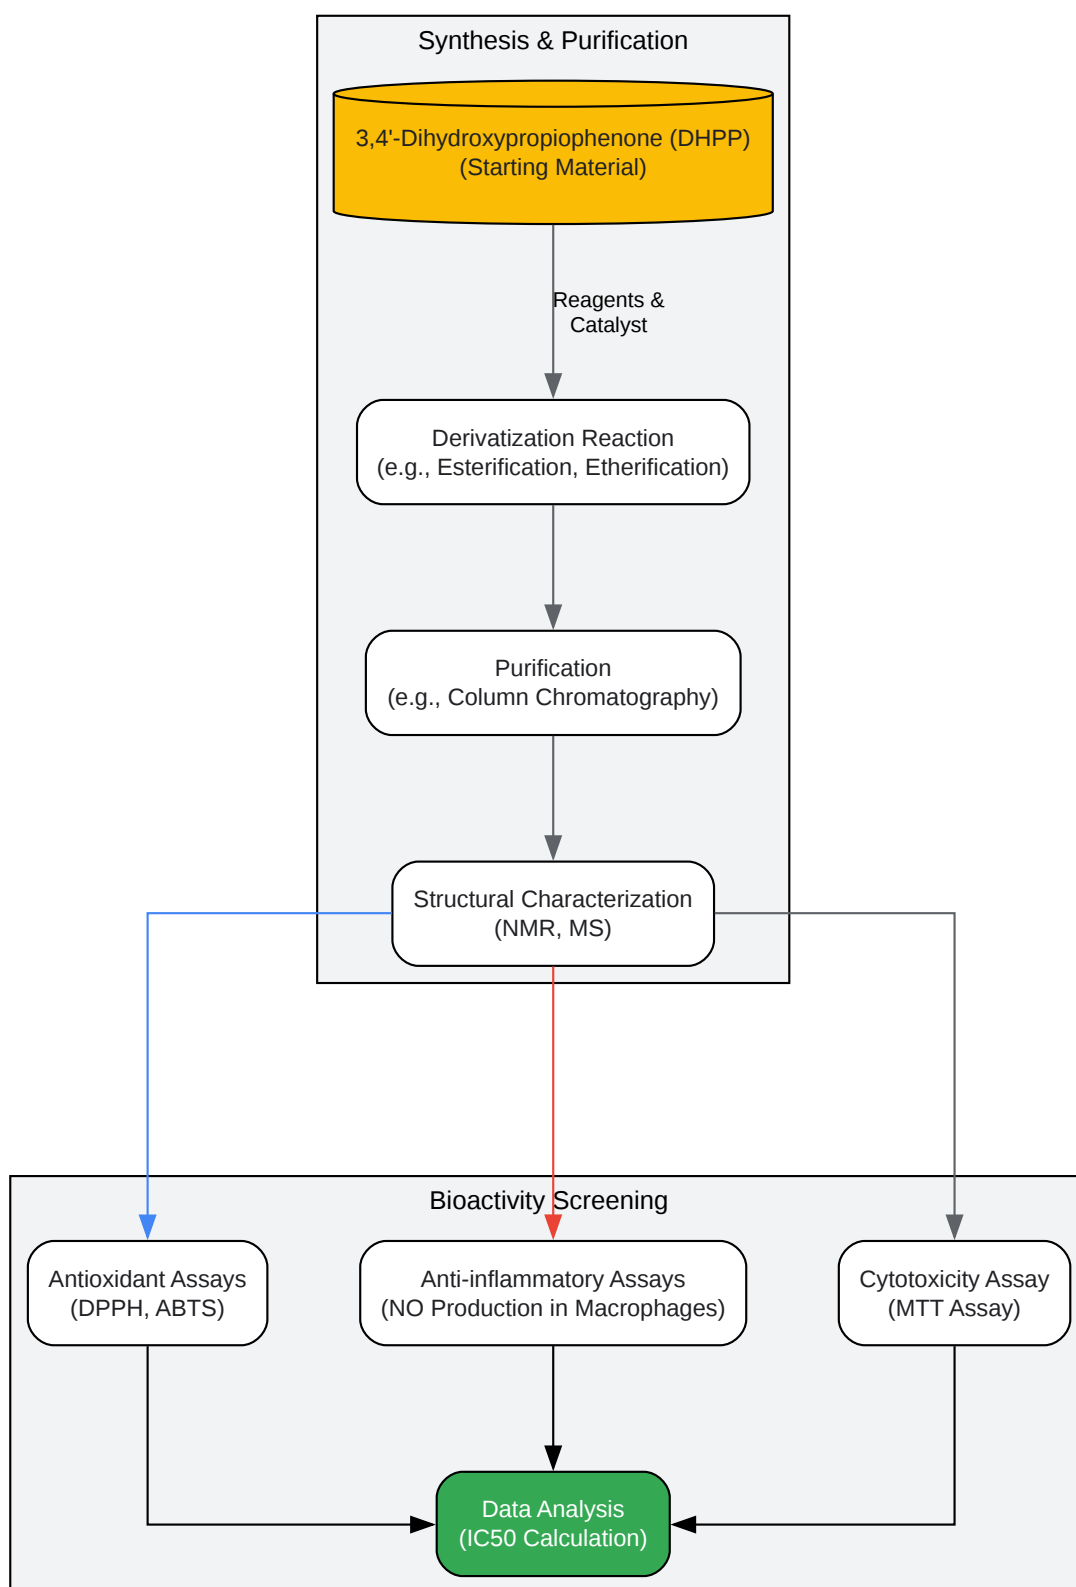 Synthesis & Purification
3,4'-Dihydroxypropiophenone (DHPP)
(Starting Material)
Reagents &
Catalyst
Derivatization Reaction
(e.g., Esterification, Etherification)
Purification
(e.g., Column Chromatography)
Structural Characterization
(NMR, MS)
Bioactivity Screening
Antioxidant Assays
(DPPH, ABTS)
Anti-inflammatory Assays
(NO Production in Macrophages)
Cytotoxicity Assay
(MTT Assay)
Data Analysis
(IC50 Calculation)